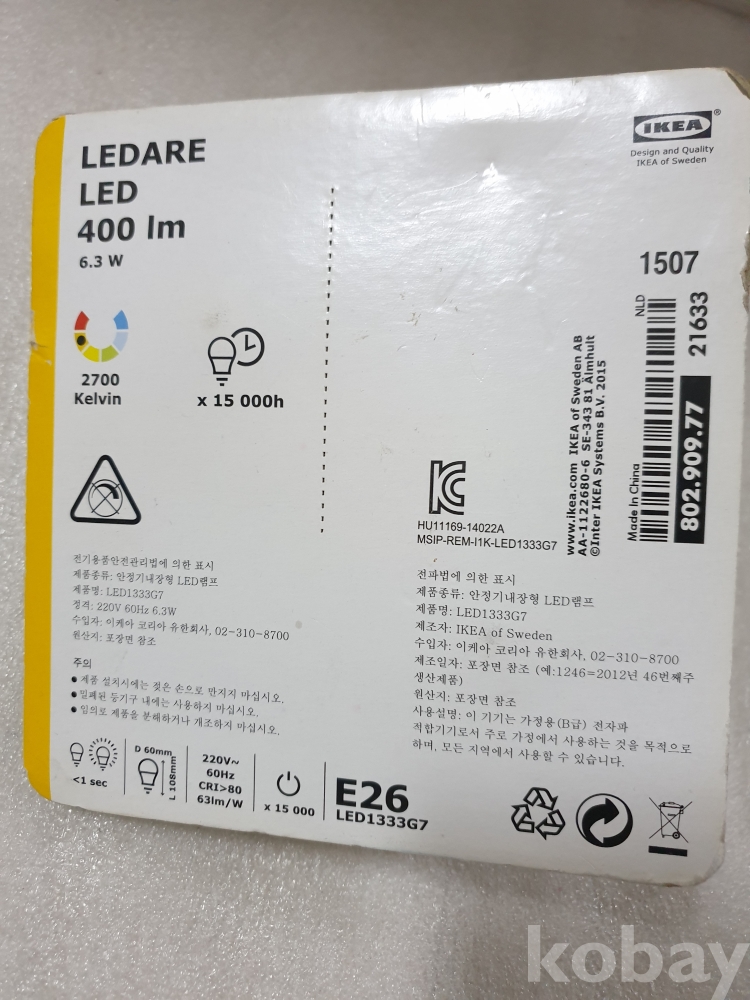 LEDARE
LED
400 lm
6.3 W
IKEA®
Design and Quality
IKEA of Sweden
1507
2700
Kelvin
x 15 000h
NLD
21633
802.909.77
Made in China
www.ikea.com IKEA of Sweden AB
AA-1122680-6 SE-343 81 Älmhult
©Inter IKEA Systems B.V. 2015
HU11169-14022A
MSIP-REM-I1K-LED1333G7
전기용품안전관리법에 의한 표시
제품종류: 안정기내장형 LED램프
제품명: LED1333G7
정격: 220V 60Hz 6.3W
수입자: 이케아 코리아 유한회사, 02-310-8700
원산지: 포장면 참조
주의
● 제품 설치시에는 젖은 손으로 만지지 마십시오.
● 밀폐된 등기구 내에는 사용하지 마십시오.
● 임의로 제품을 분해하거나 개조하지 마십시오.
전파법에 의한 표시
제품종류: 안정기내장형 LED램프
제품명: LED1333G7
제조자: IKEA of Sweden
수입자: 이케아 코리아 유한회사, 02-310-8700
제조일자: 포장면 참조 (예:1246=2012년 46번째주
생산제품)
원산지: 포장면 참조
사용설명: 이 기기는 가정용(B급) 전자파
적합기기로서 주로 가정에서 사용하는 것을 목적으로
하며, 모든 지역에서 사용할 수 있습니다.
<1 sec
D 60mm
L 108mm
220V~
60Hz
CRI>80
63lm/W
x 15 000
E26
LED1333G7
kobay